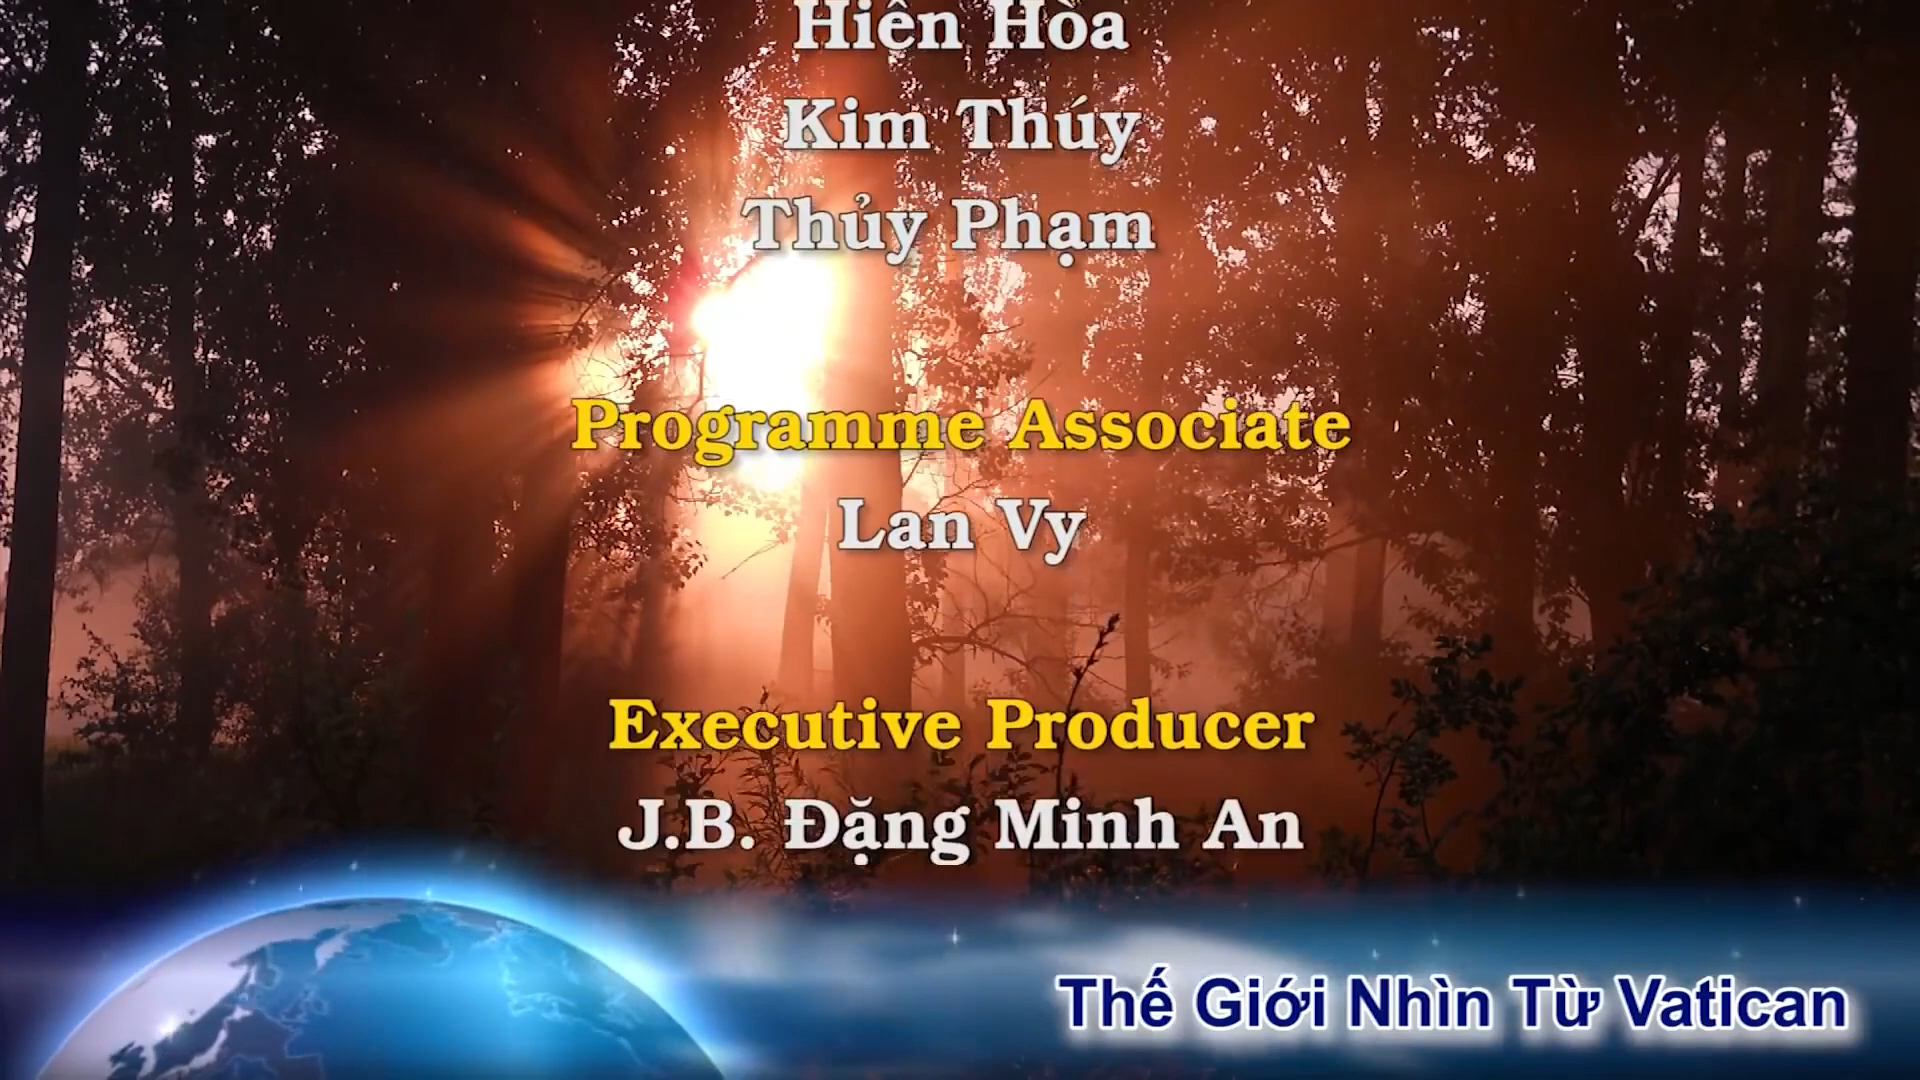 Hiên Hòa
Kim Thúy
Thủy Phạm
Programme Associate
Lan Vy
Executive Producer
J.B. Đặng Minh An
Thế Giới Nhìn Từ Vatican